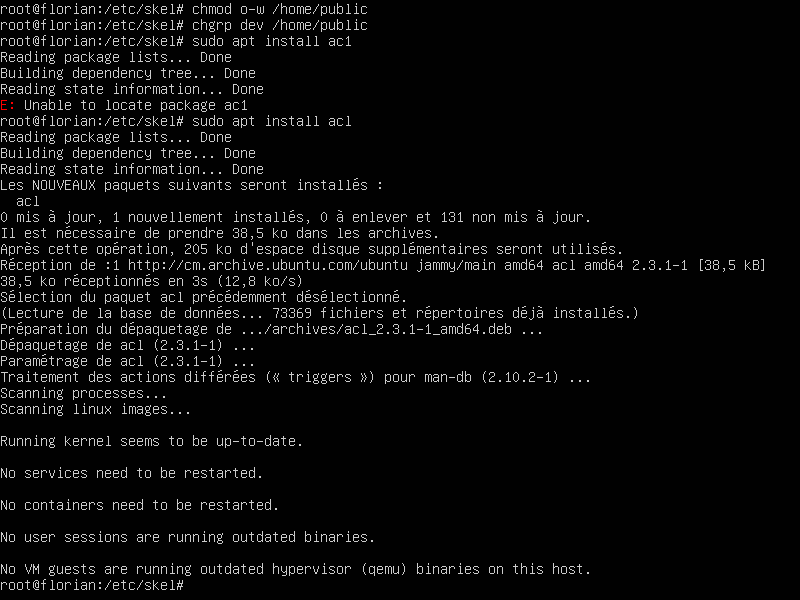 root@florian:/etc/skel# chmod o-w /home/public
root@florian:/etc/skel# chgrp dev /home/public
root@florian:/etc/skel# sudo apt install ac1
Reading package lists... Done
Building dependency tree... Done
Reading state information... Done
E: Unable to locate package ac1
root@florian:/etc/skel# sudo apt install acl
Reading package lists... Done
Building dependency tree... Done
Reading state information... Done
Les NOUVEAUX paquets suivants seront installés :
  acl
0 mis à jour, 1 nouvellement installés, 0 à enlever et 131 non mis à jour.
Il est nécessaire de prendre 38,5 ko dans les archives.
Après cette opération, 205 ko d'espace disque supplémentaires seront utilisés.
Réception de :1 http://cm.archive.ubuntu.com/ubuntu jammy/main amd64 acl amd64 2.3.1-1 [38,5 kB]
38,5 ko réceptionnés en 3s (12,8 ko/s)
Sélection du paquet acl précédemment désélectionné.
(Lecture de la base de données... 73369 fichiers et répertoires déjà installés.)
Préparation du dépaquetage de .../archives/acl_2.3.1-1_amd64.deb ...
Dépaquetage de acl (2.3.1-1) ...
Paramétrage de acl (2.3.1-1) ...
Traitement des actions différées (« triggers ») pour man-db (2.10.2-1) ...
Scanning processes...
Scanning linux images...
Running kernel seems to be up-to-date.
No services need to be restarted.
No containers need to be restarted.
No user sessions are running outdated binaries.
No VM guests are running outdated hypervisor (qemu) binaries on this host.
root@florian:/etc/skel#